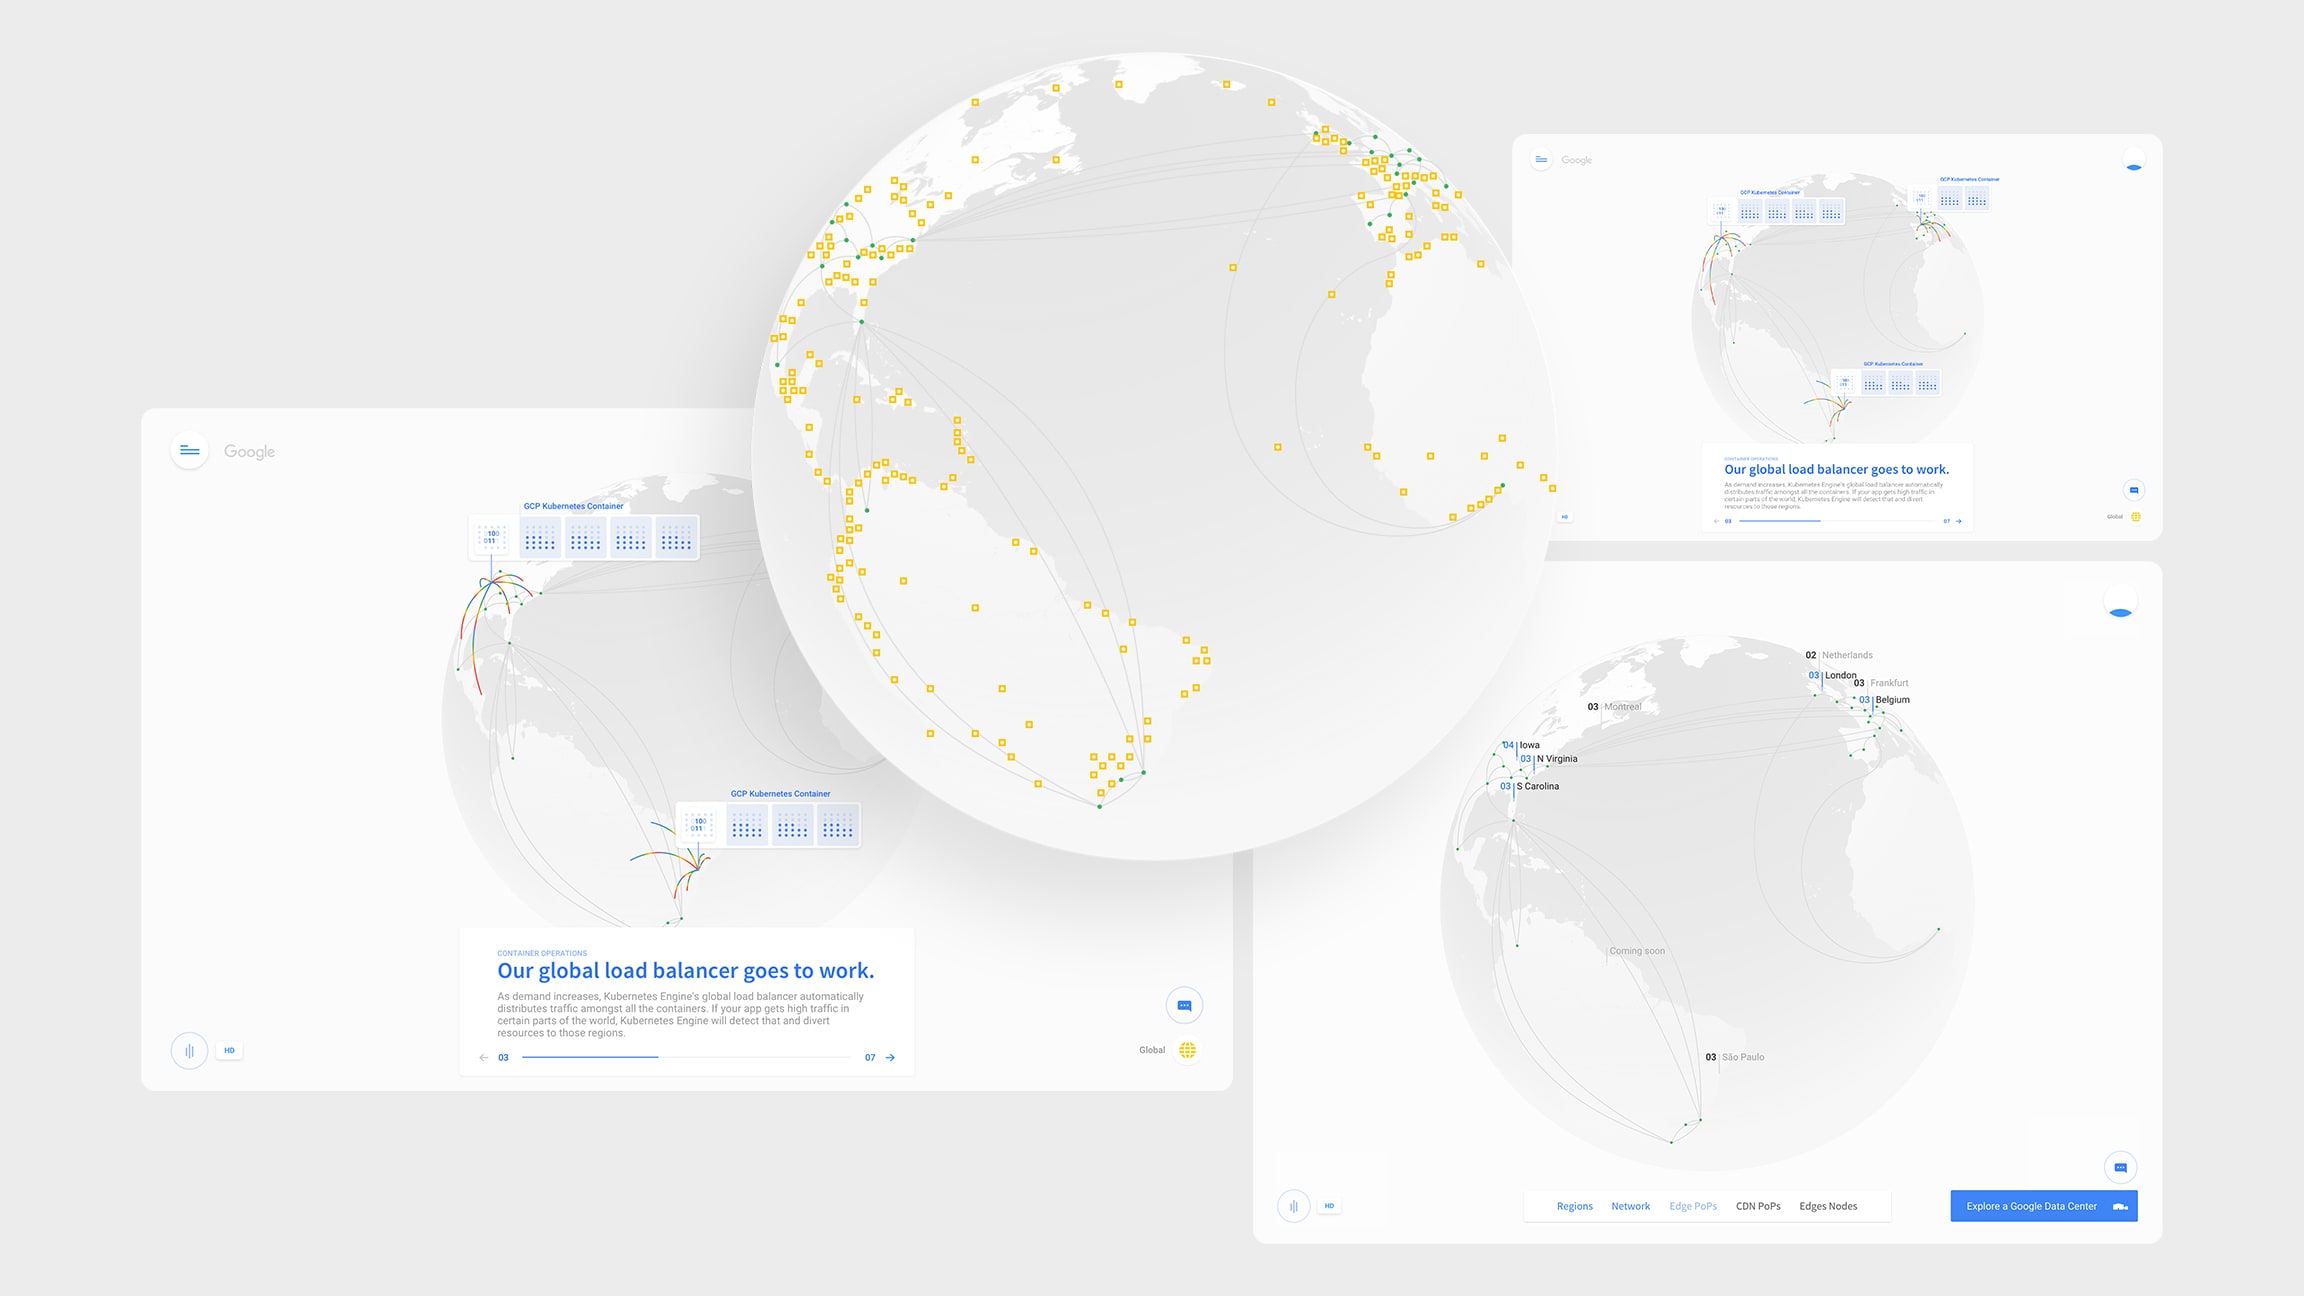 Google
GCP Kubernetes Container
100
011
GCP Kubernetes Container
100
011
CONTAINER OPERATIONS
Our global load balancer goes to work.
As demand increases, Kubernetes Engine's global load balancer automatically
distributes traffic amongst all the containers. If your app gets high traffic in
certain parts of the world, Kubernetes Engine will detect that and divert
resources to those regions.
03
07
HD
Global
HD
Google
GCP Kubernetes Container
100
011
GCP Kubernetes Container
GCP Kubernetes Container
CONTAINER OPERATIONS
Our global load balancer goes to work.
As demand increases, Kubernetes Engine's global load balancer automatically
distributes traffic amongst all the containers. If your app gets high traffic in
certain parts of the world, Kubernetes Engine will detect that and divert
resources to those regions.
03
07
Global
02 Netherlands
03 London
03 Frankfurt
03 Belgium
03 Montreal
04 Iowa
03 N Virginia
03 S Carolina
Coming soon
03 São Paulo
HD
Regions Network Edge PoPs CDN PoPs Edges Nodes
Explore a Google Data Center